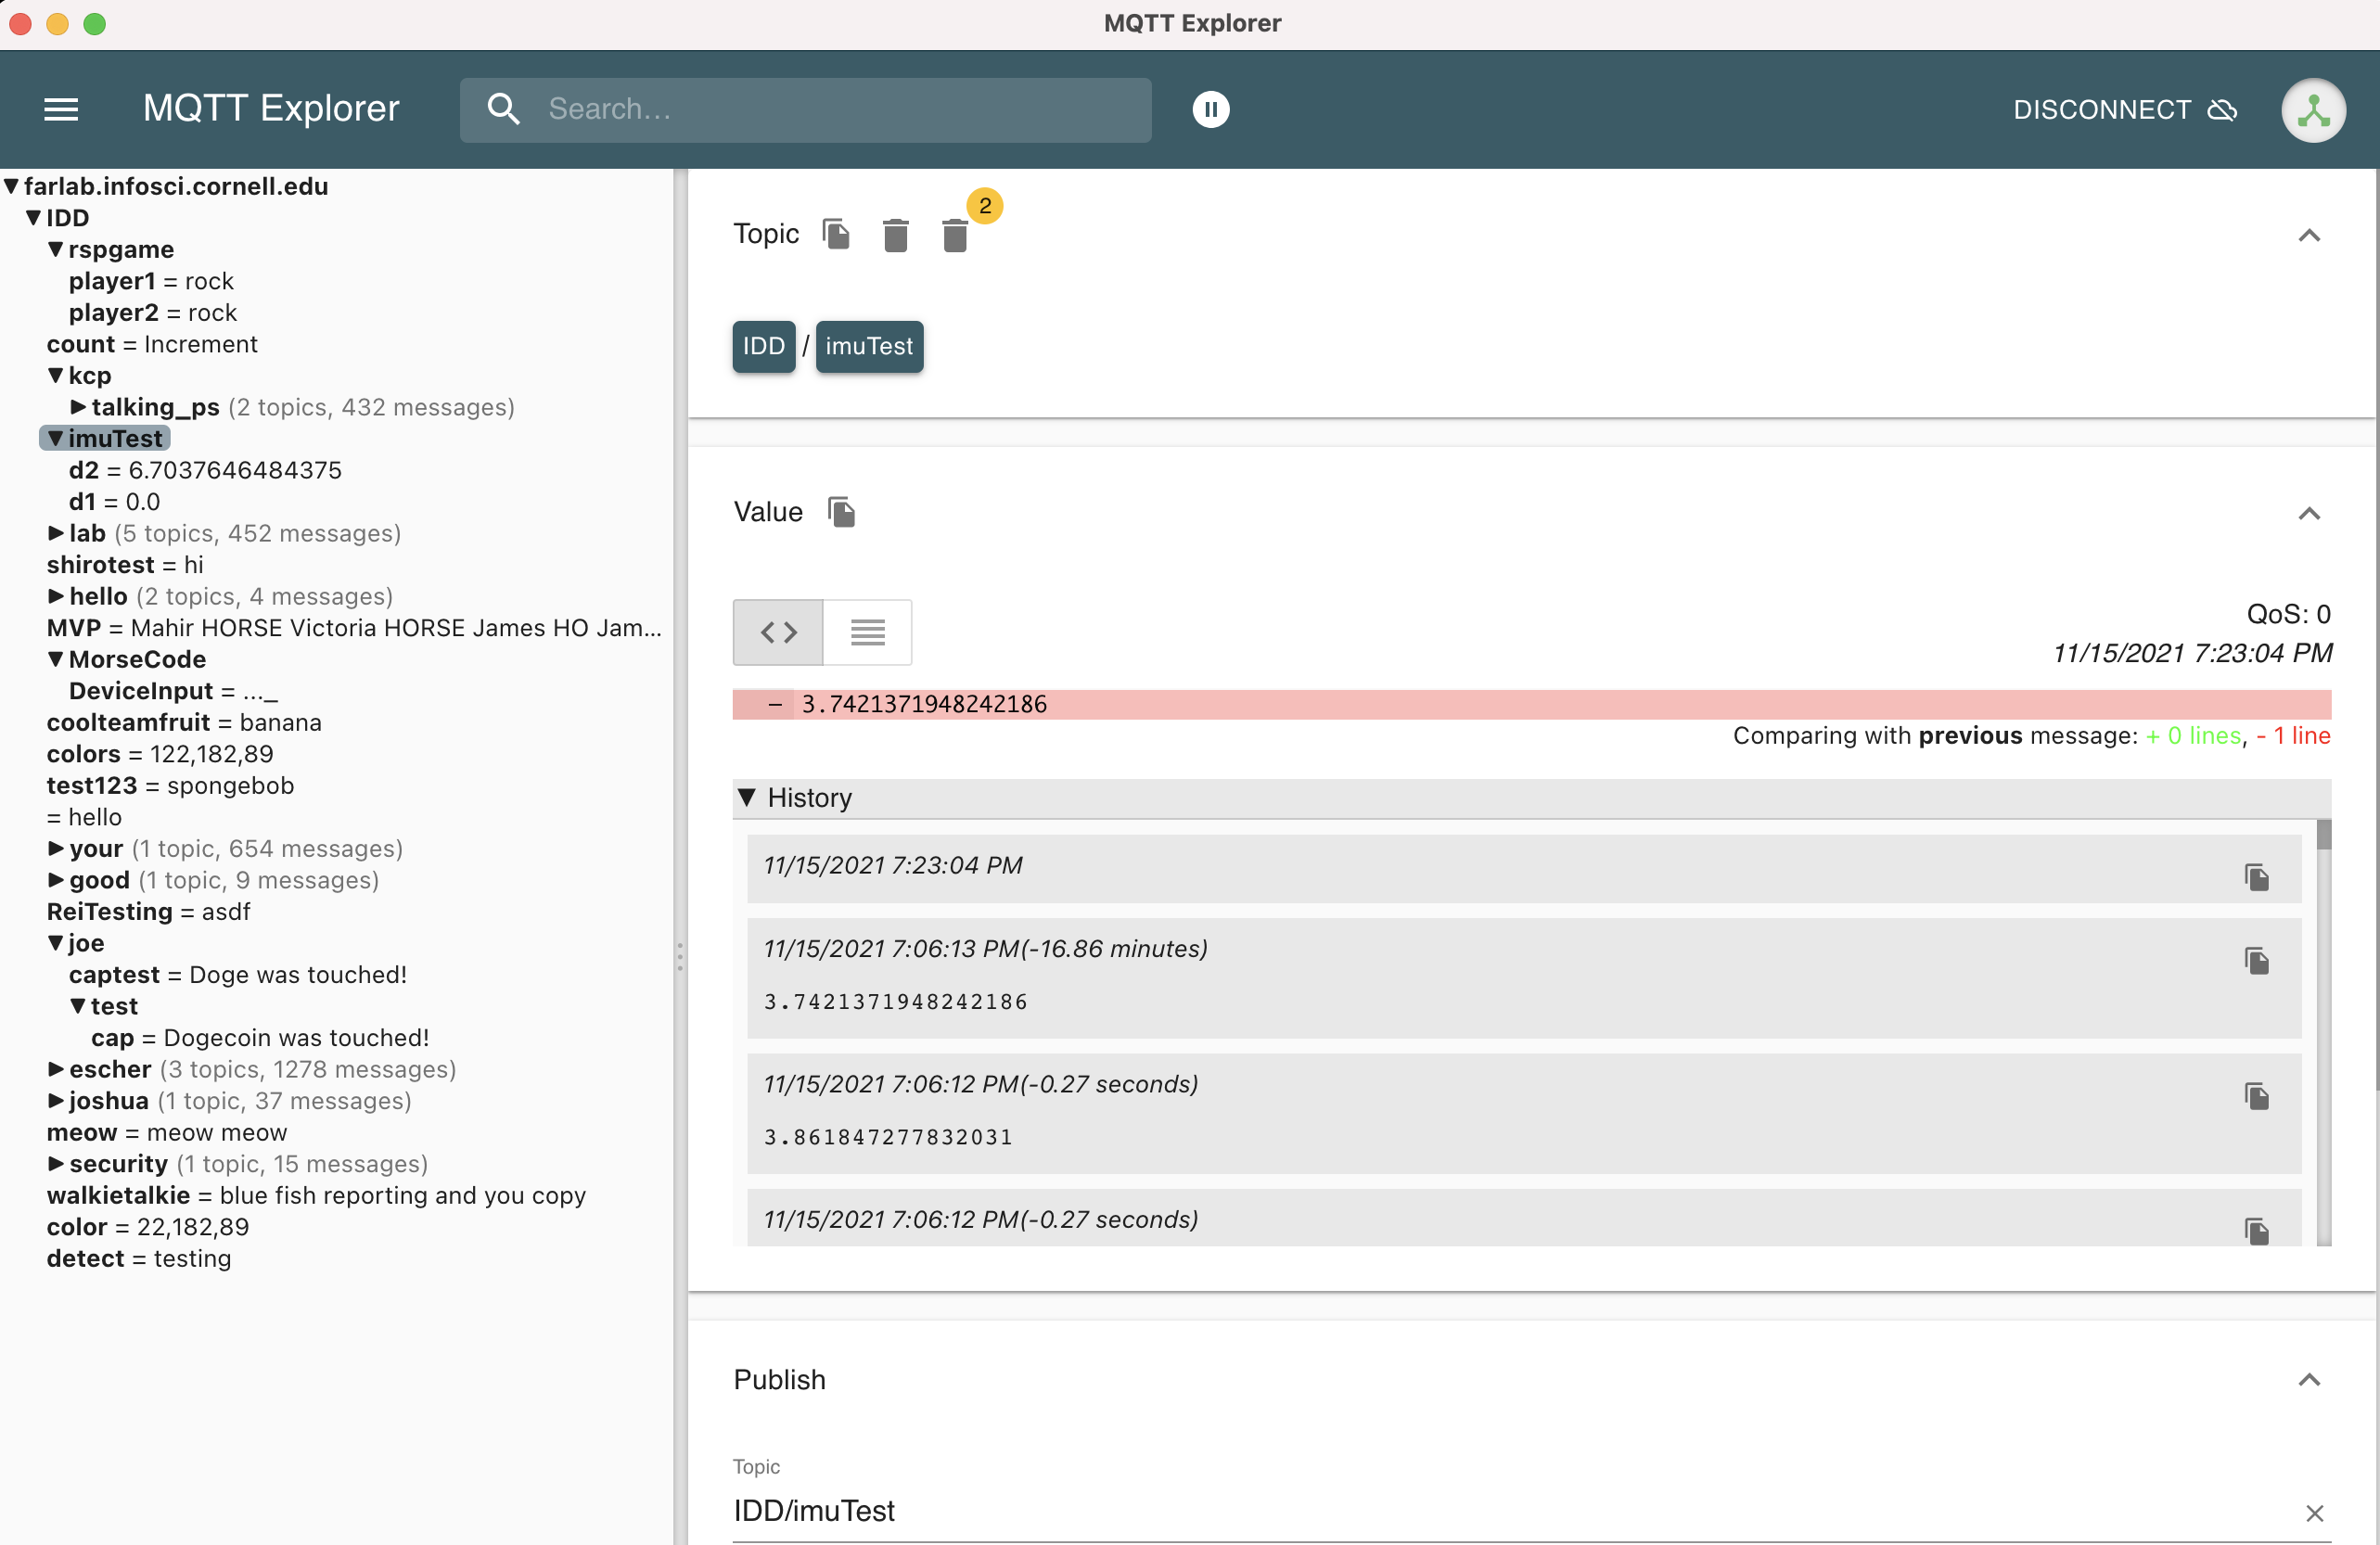 MQTT Explorer
MQTT Explorer
Search...
DISCONNECT
farlab.infosci.cornell.edu
IDD
rspgame
player1 = rock
player2 = rock
count = Increment
kcp
talking_ps (2 topics, 432 messages)
imuTest
d2 = 6.7037646484375
d1 = 0.0
lab (5 topics, 452 messages)
shirotest = hi
hello (2 topics, 4 messages)
MVP = Mahir HORSE Victoria HORSE James HO Jam...
MorseCode
DeviceInput = ..._
coolteamfruit = banana
colors = 122,182,89
test123 = spongebob
= hello
your (1 topic, 654 messages)
good (1 topic, 9 messages)
ReiTesting = asdf
joe
captest = Doge was touched!
test
cap = Dogecoin was touched!
escher (3 topics, 1278 messages)
joshua (1 topic, 37 messages)
meow = meow meow
security (1 topic, 15 messages)
walkietalkie = blue fish reporting and you copy
color = 22,182,89
detect = testing
Topic 2
IDD / imuTest
Value
QoS: 0
11/15/2021 7:23:04 PM
- 3.7421371948242186
Comparing with previous message: + 0 lines, - 1 line
History
11/15/2021 7:23:04 PM
11/15/2021 7:06:13 PM(-16.86 minutes)
3.7421371948242186
11/15/2021 7:06:12 PM(-0.27 seconds)
3.861847277832031
11/15/2021 7:06:12 PM(-0.27 seconds)
Publish
Topic
IDD/imuTest